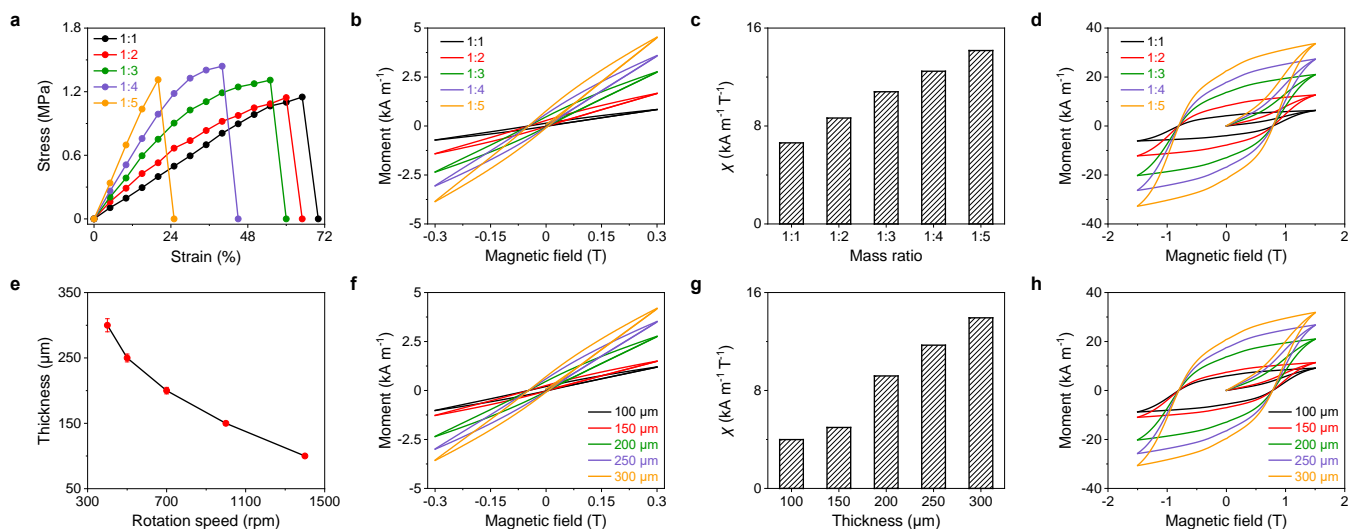 a
1.8
1.2
0.6
0
Stress (MPa)
1:1
1:2
1:3
1:4
1:5
0 24 48 72
Strain (%)
b
5
2.5
0
-2.5
-5
Moment (kA m⁻¹)
1:1
1:2
1:3
1:4
1:5
-0.3 -0.15 0 0.15 0.3
Magnetic field (T)
c
16
8
0
χ (kA m⁻¹ T⁻¹)
1:1 1:2 1:3 1:4 1:5
Mass ratio
d
40
20
0
-20
-40
Moment (kA m⁻¹)
1:1
1:2
1:3
1:4
1:5
-2 -1 0 1 2
Magnetic field (T)
e
350
250
150
50
Thickness (µm)
300 700 1100 1500
Rotation speed (rpm)
f
5
2.5
0
-2.5
-5
Moment (kA m⁻¹)
100 µm
150 µm
200 µm
250 µm
300 µm
-0.3 -0.15 0 0.15 0.3
Magnetic field (T)
g
16
8
0
χ (kA m⁻¹ T⁻¹)
100 150 200 250 300
Thickness (µm)
h
40
20
0
-20
-40
Moment (kA m⁻¹)
100 µm
150 µm
200 µm
250 µm
300 µm
-2 -1 0 1 2
Magnetic field (T)